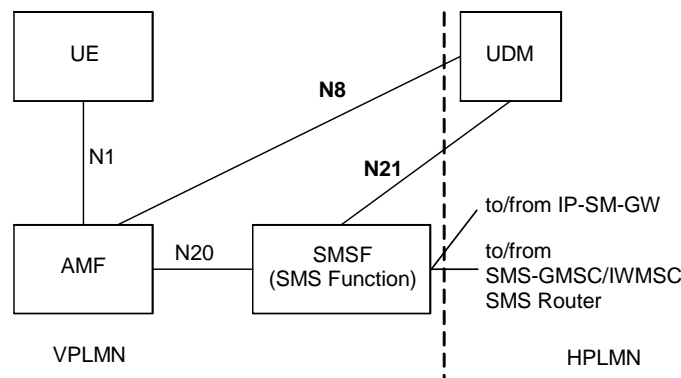 UE
UDM
N8
N1
N21
to/from IP-SM-GW
AMF
N20
SMSF
(SMS Function)
to/from
SMS-GMSC/IWMSC
SMS Router
VPLMN
HPLMN